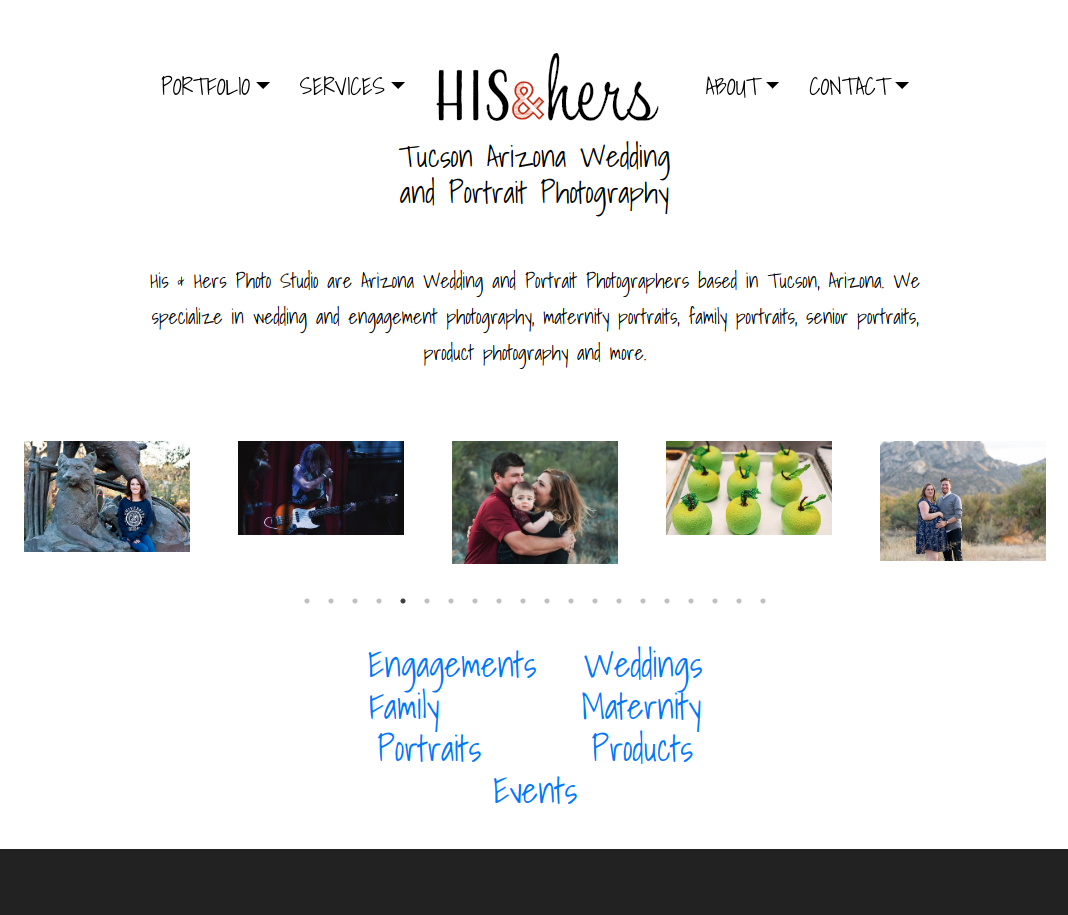 PORTFOLIO SERVICES HIS&hers ABOUT CONTACT
Tucson Arizona Wedding
and Portrait Photography
His & Hers Photo Studio are Arizona Wedding and Portrait Photographers based in Tucson, Arizona. We
specialize in wedding and engagement photography, maternity portraits, family portraits, senior portraits,
product photography and more.
Engagements Weddings
Family Maternity
Portraits Products
Events